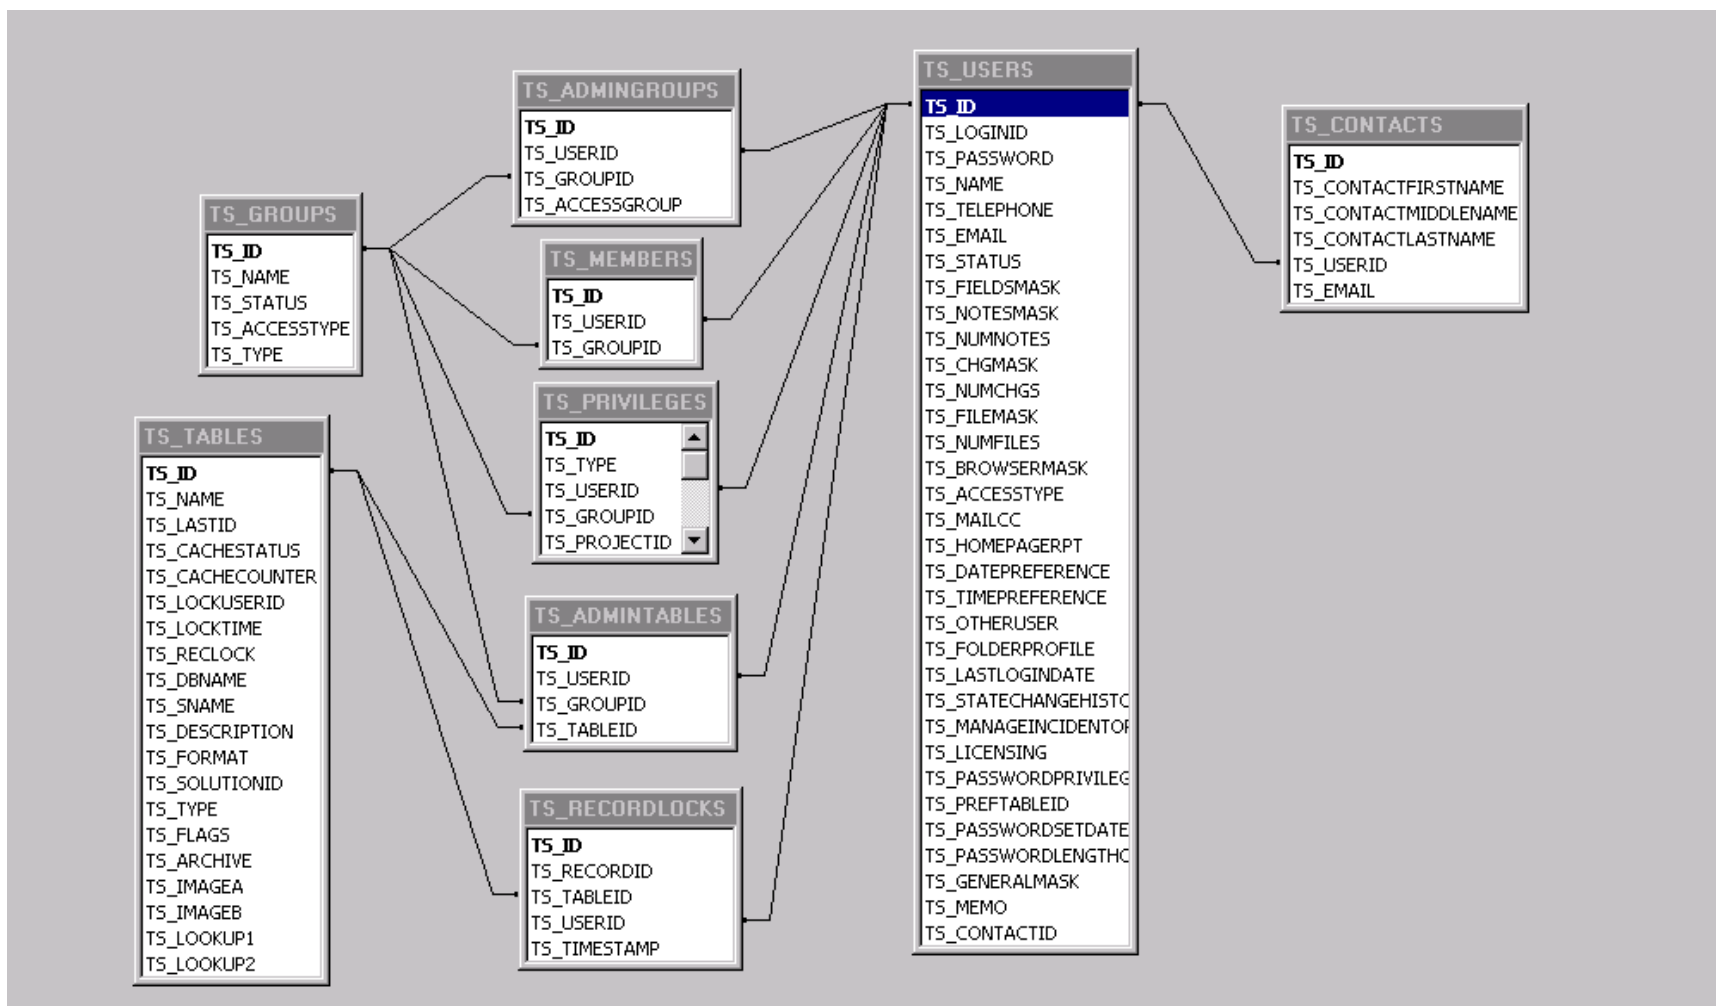 TS_GROUPS
TS_ID
TS_NAME
TS_STATUS
TS_ACCESSTYPE
TS_TYPE
TS_TABLES
TS_ID
TS_NAME
TS_LASTID
TS_CACHESTATUS
TS_CACHECOUNTER
TS_LOCKUSERID
TS_LOCKTIME
TS_RECLOCK
TS_DBNAME
TS_SNAME
TS_DESCRIPTION
TS_FORMAT
TS_SOLUTIONID
TS_TYPE
TS_FLAGS
TS_ARCHIVE
TS_IMAGEA
TS_IMAGEB
TS_LOOKUP1
TS_LOOKUP2
TS_ADMINGROUPS
TS_ID
TS_USERID
TS_GROUPID
TS_ACCESSGROUP
TS_MEMBERS
TS_ID
TS_USERID
TS_GROUPID
TS_PRIVILEGES
TS_ID
TS_TYPE
TS_USERID
TS_GROUPID
TS_PROJECTID
TS_ADMINTABLES
TS_ID
TS_USERID
TS_GROUPID
TS_TABLEID
TS_RECORDLOCKS
TS_ID
TS_RECORDID
TS_TABLEID
TS_USERID
TS_TIMESTAMP
TS_USERS
TS_ID
TS_LOGINID
TS_PASSWORD
TS_NAME
TS_TELEPHONE
TS_EMAIL
TS_STATUS
TS_FIELDSMASK
TS_NOTESMASK
TS_NUMNOTES
TS_CHGMASK
TS_NUMCHGS
TS_FILEMASK
TS_NUMFILES
TS_BROWSERMASK
TS_ACCESSTYPE
TS_MAILCC
TS_HOMEPAGERPT
TS_DATEPREFERENCE
TS_TIMEPREFERENCE
TS_OTHERUSER
TS_FOLDERPROFILE
TS_LASTLOGINDATE
TS_STATECHANGEHISTO
TS_MANAGEINCIDENTOF
TS_LICENSING
TS_PASSWORDPRIVILEG
TS_PREFTABLEID
TS_PASSWORDSETDATE
TS_PASSWORDLENGTHC
TS_GENERALMASK
TS_MEMO
TS_CONTACTID
TS_CONTACTS
TS_ID
TS_CONTACTFIRSTNAME
TS_CONTACTMIDDLENAME
TS_CONTACTLASTNAME
TS_USERID
TS_EMAIL